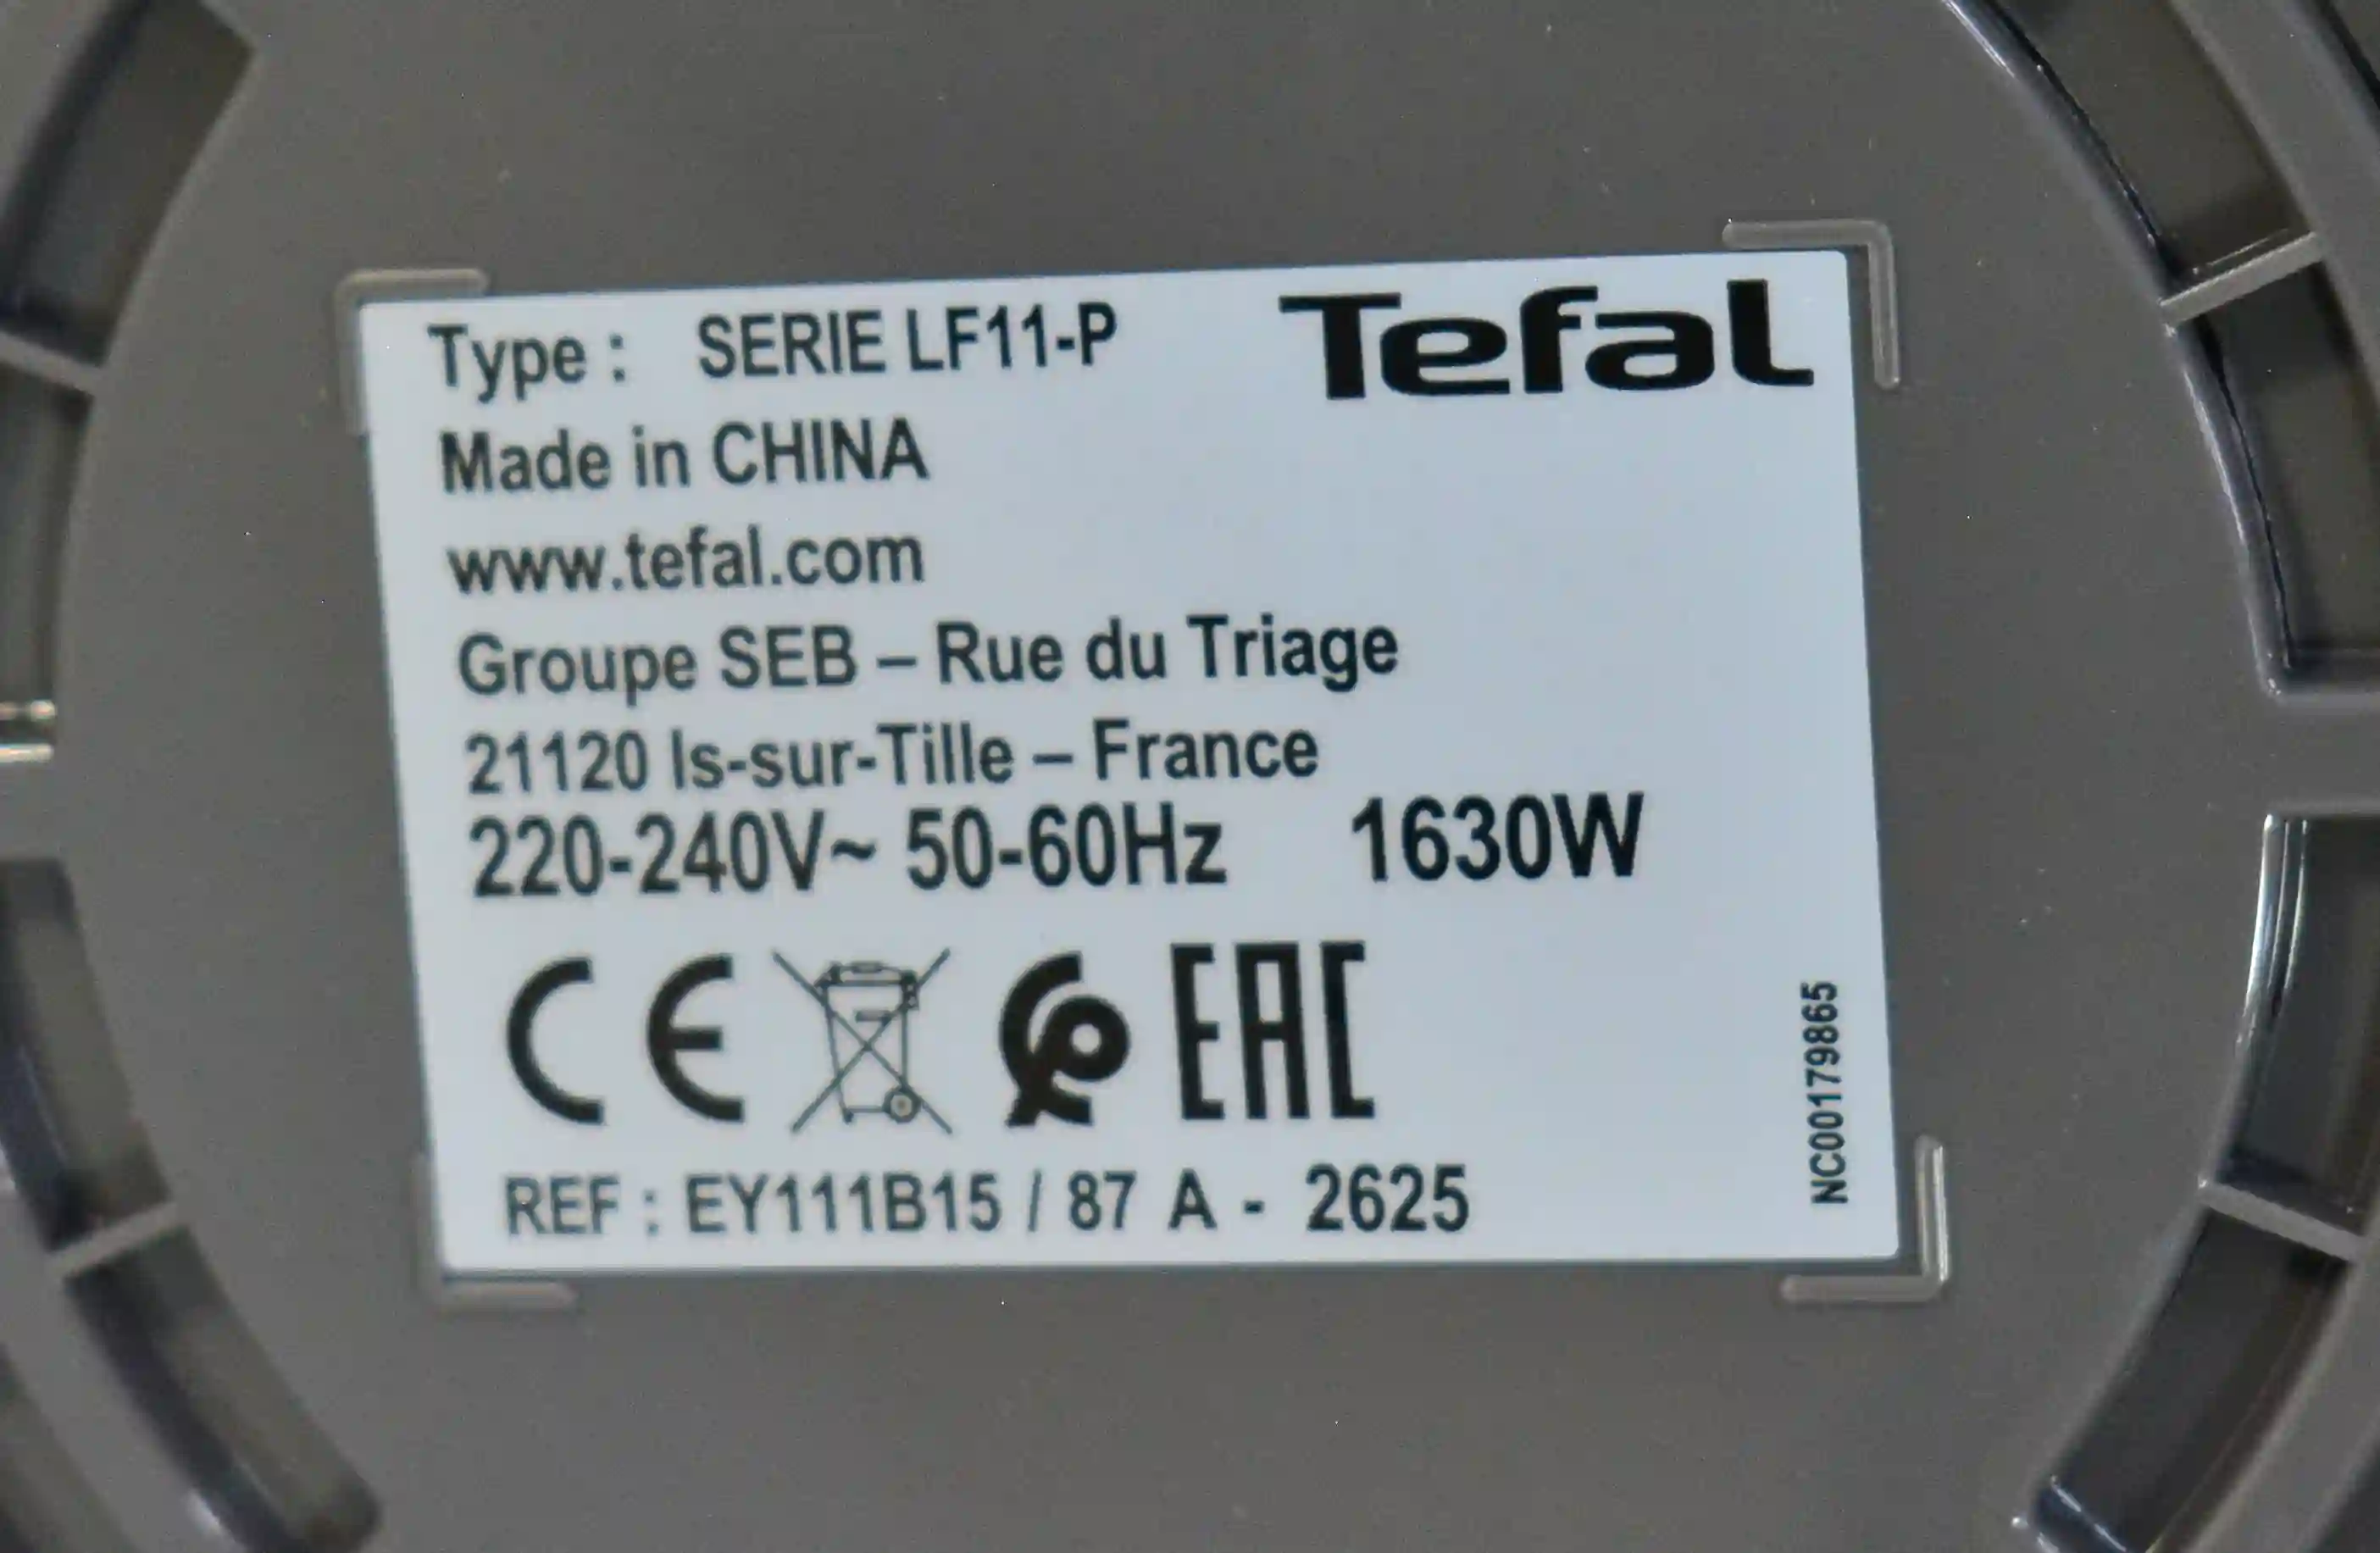 Type : SERIE LF11-P Tefal
Made in CHINA
www.tefal.com
Groupe SEB – Rue du Triage
21120 Is-sur-Tille – France
220-240V~ 50-60Hz 1630W
CE EAC
REF : EY111B15 / 87 A - 2625
NC00179865